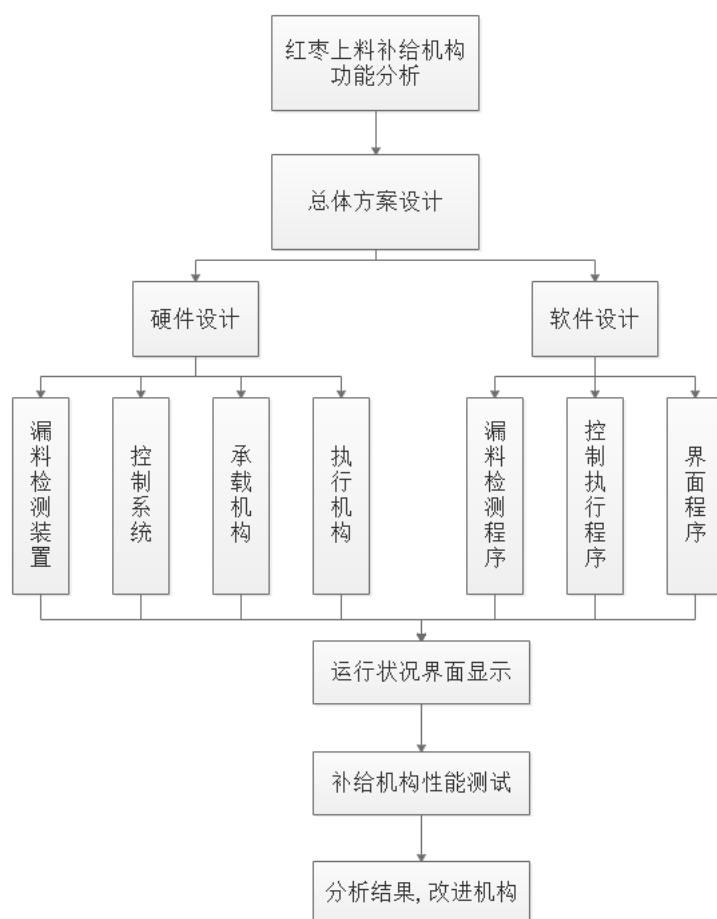 红枣上料补给机构
功能分析
总体方案设计
硬件设计
软件设计
漏料检测装置
控制系统
承载机构
执行机构
漏料检测程序
控制执行程序
界面程序
运行状况界面显示
补给机构性能测试
分析结果,改进机构